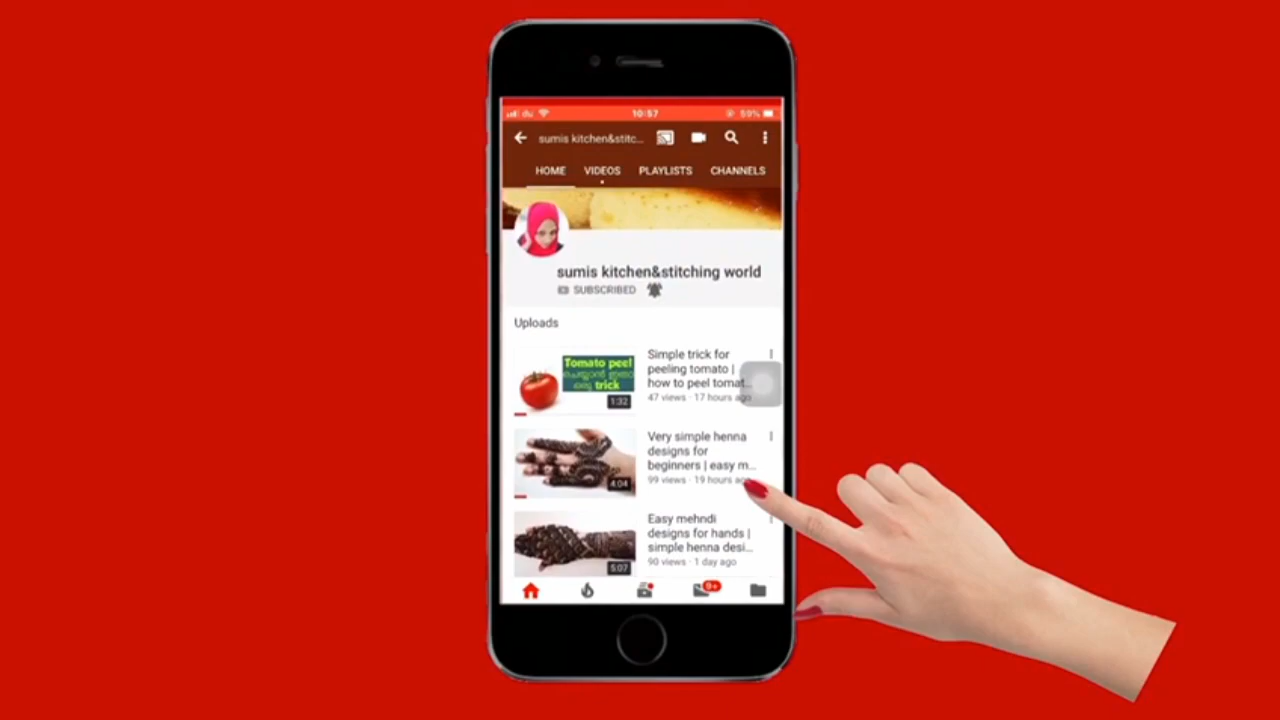 du 10:57 59%
sumis kitchen&stitc...
HOME VIDEOS PLAYLISTS CHANNELS
sumis kitchen&stitching world
SUBSCRIBED
Uploads
Tomato peel
ചെയ്യാൻ ഇതാ
ഒരു trick
1:32
Simple trick for
peeling tomato |
how to peel tomat...
47 views · 17 hours ago
4:04
Very simple henna
designs for
beginners | easy m...
99 views · 19 hours ago
5:07
Easy mehndi
designs for hands |
simple henna desi...
90 views · 1 day ago
9+